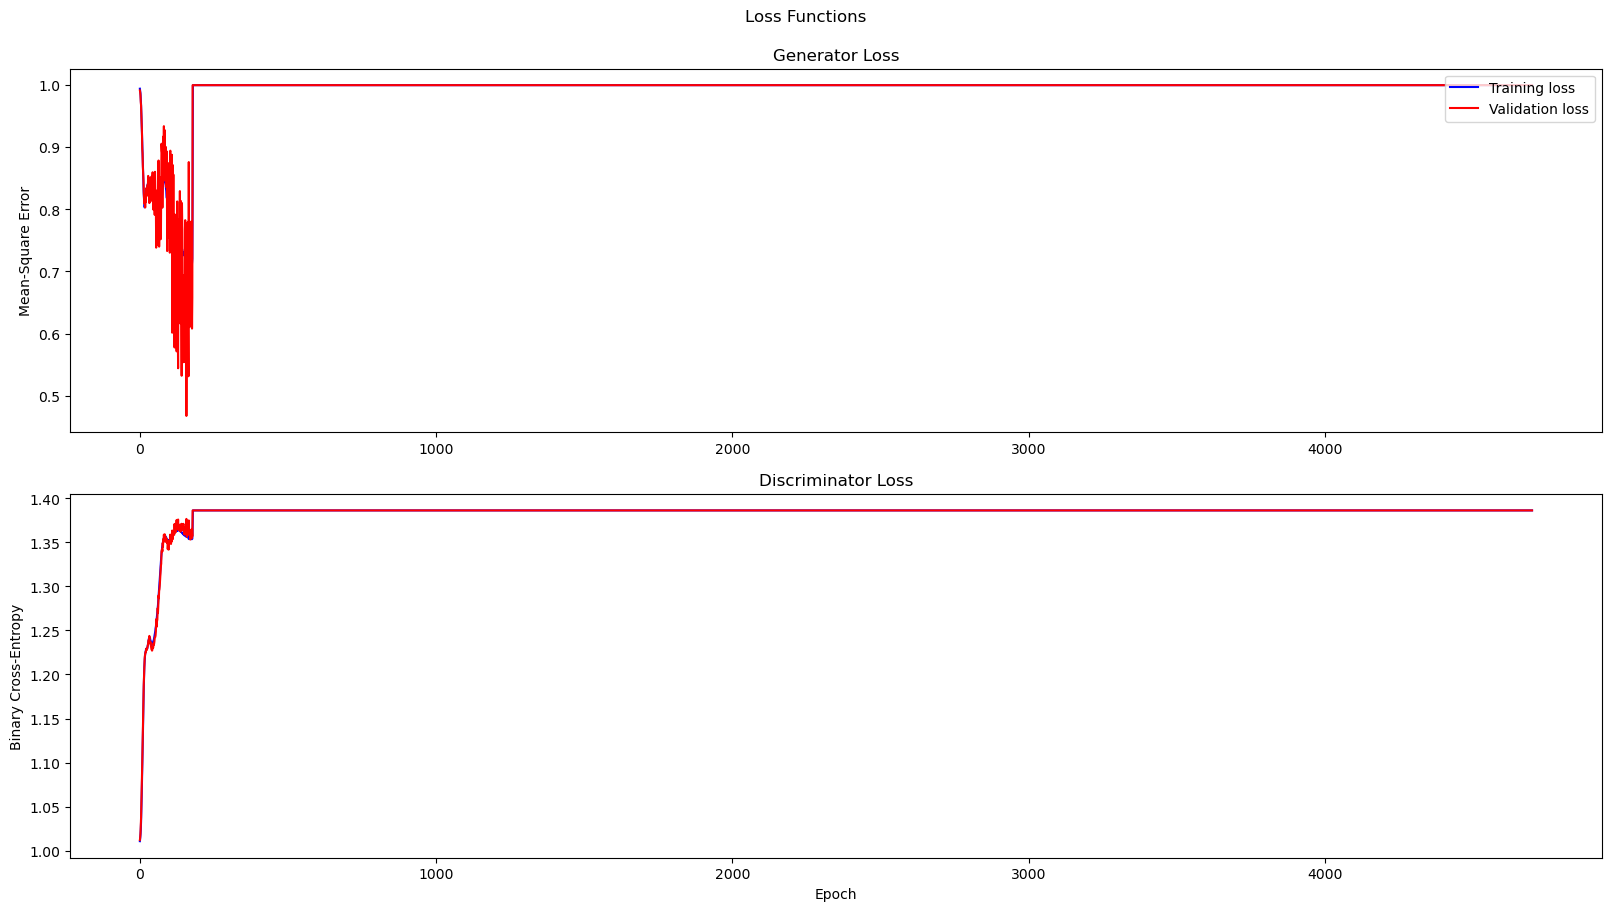 Loss Functions
Generator Loss
Mean-Square Error
1.0
0.9
0.8
0.7
0.6
0.5
Training loss
Validation loss
0 1000 2000 3000 4000
Discriminator Loss
Binary Cross-Entropy
1.40
1.35
1.30
1.25
1.20
1.15
1.10
1.05
1.00
0 1000 2000 3000 4000
Epoch